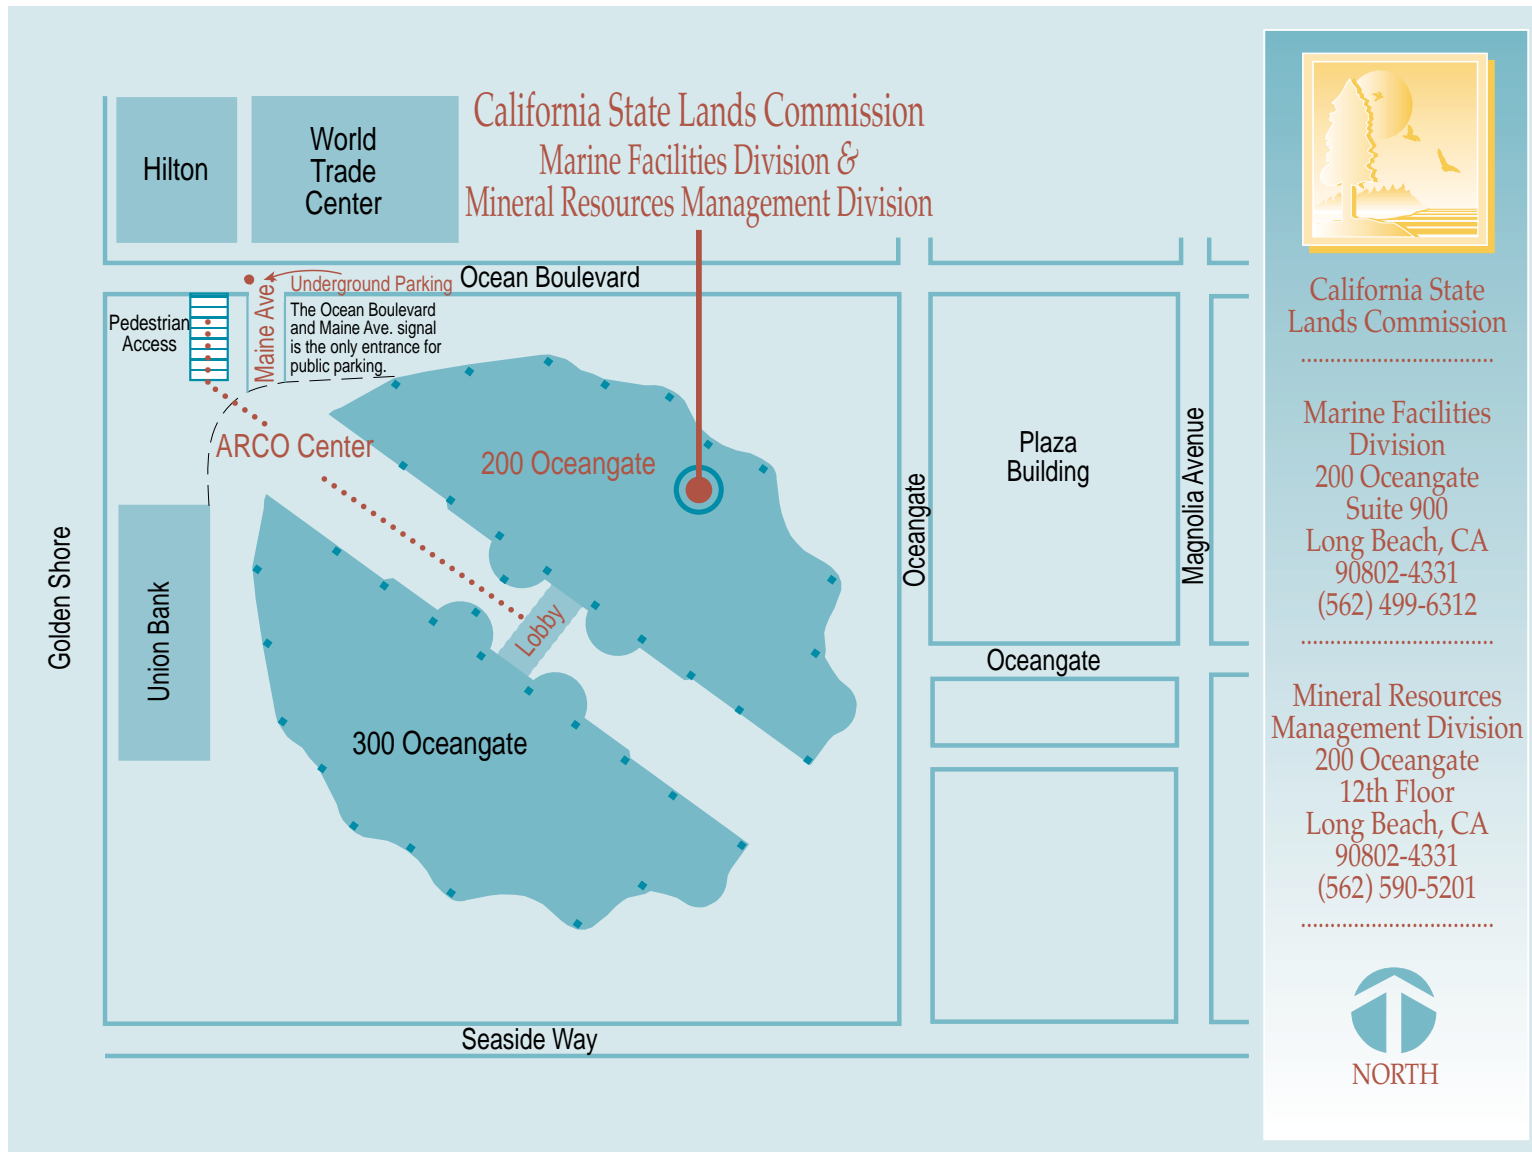 California State Lands Commission
Marine Facilities Division &
Mineral Resources Management Division
Hilton
World
Trade
Center
Ocean Boulevard
Underground Parking
The Ocean Boulevard
and Maine Ave. signal
is the only entrance for
public parking.
Maine Ave.
Pedestrian
Access
ARCO Center
200 Oceangate
Lobby
300 Oceangate
Union Bank
Golden Shore
Oceangate
Plaza
Building
Magnolia Avenue
Oceangate
Seaside Way
California State
Lands Commission
Marine Facilities
Division
200 Oceangate
Suite 900
Long Beach, CA
90802-4331
(562) 499-6312
Mineral Resources
Management Division
200 Oceangate
12th Floor
Long Beach, CA
90802-4331
(562) 590-5201
NORTH